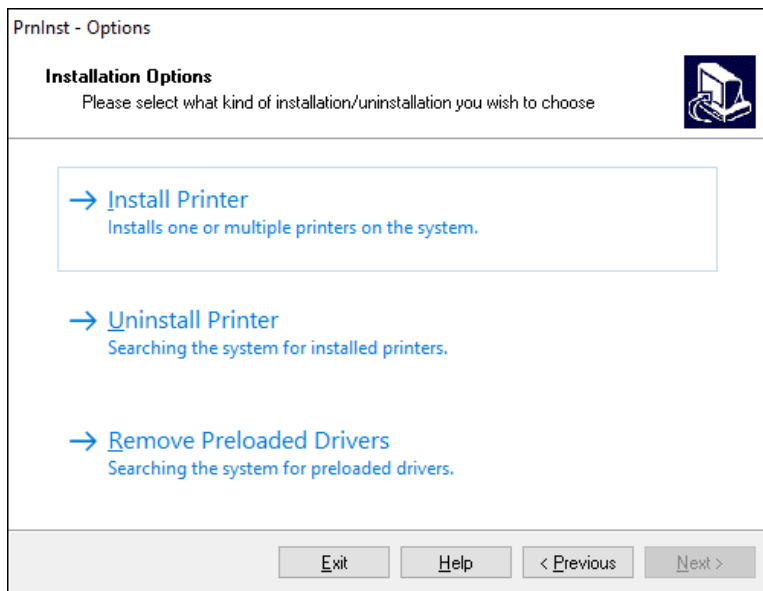 PrnInst - Options
Installation Options
Please select what kind of installation/uninstallation you wish to choose
Install Printer
Installs one or multiple printers on the system.
Uninstall Printer
Searching the system for installed printers.
Remove Preloaded Drivers
Searching the system for preloaded drivers.
Exit Help < Previous Next >